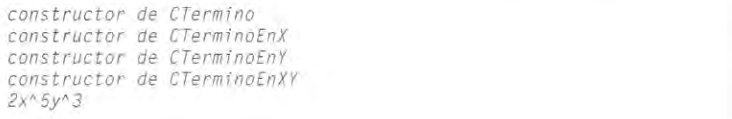 constructor de CTermino
constructor de CTerminoEnX
constructor de CTerminoEnY
constructor de CTerminoEnXY
2x^5y^3